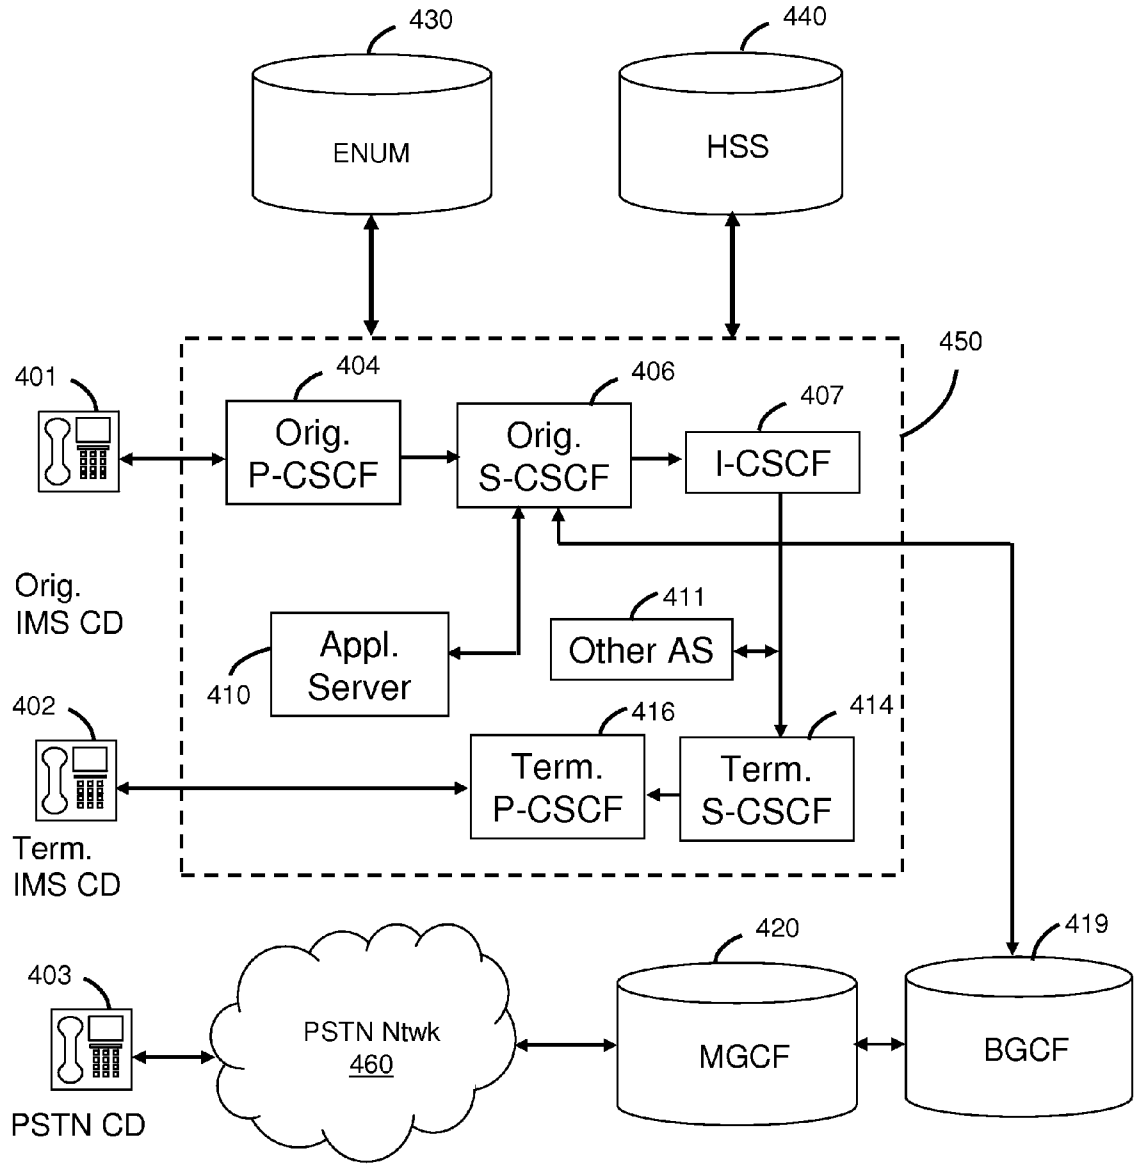 430
440
ENUM
HSS
450
401
404
406
407
Orig.
P-CSCF
Orig.
S-CSCF
I-CSCF
Orig.
IMS CD
411
Other AS
Appl.
Server
410
402
416
414
Term.
P-CSCF
Term.
S-CSCF
Term.
IMS CD
420
419
403
PSTN Ntwk
460
MGCF
BGCF
PSTN CD